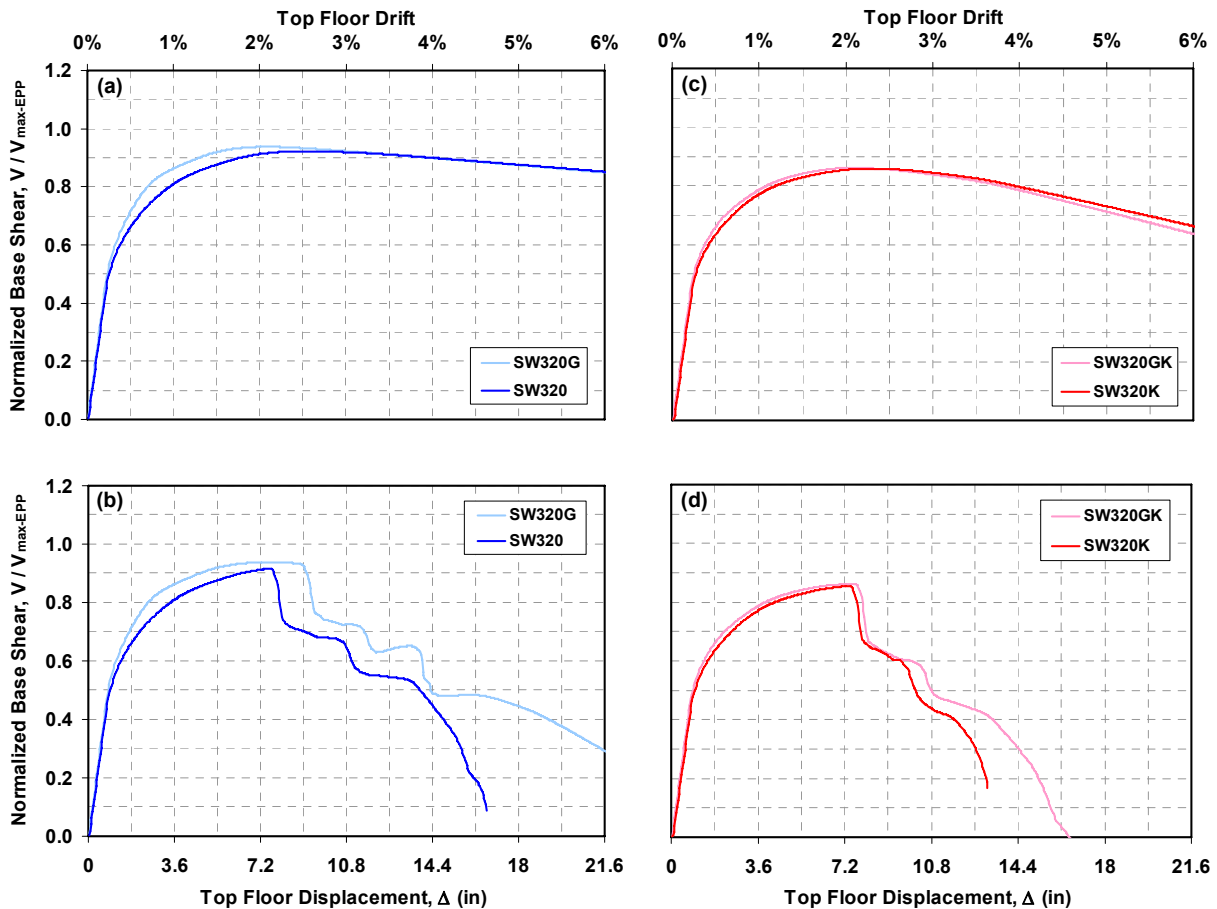 Top Floor Drift
0% 1% 2% 3% 4% 5% 6%
1.2
1.0
0.8
0.6
0.4
0.2
0.0
Normalized Base Shear, V / Vmax-EPP
(a)
SW320G
SW320
Top Floor Drift
0% 1% 2% 3% 4% 5% 6%
(c)
SW320GK
SW320K
1.2
1.0
0.8
0.6
0.4
0.2
0.0
Normalized Base Shear, V / Vmax-EPP
(b)
SW320G
SW320
0 3.6 7.2 10.8 14.4 18 21.6
Top Floor Displacement, Δ (in)
(d)
SW320GK
SW320K
0 3.6 7.2 10.8 14.4 18 21.6
Top Floor Displacement, Δ (in)